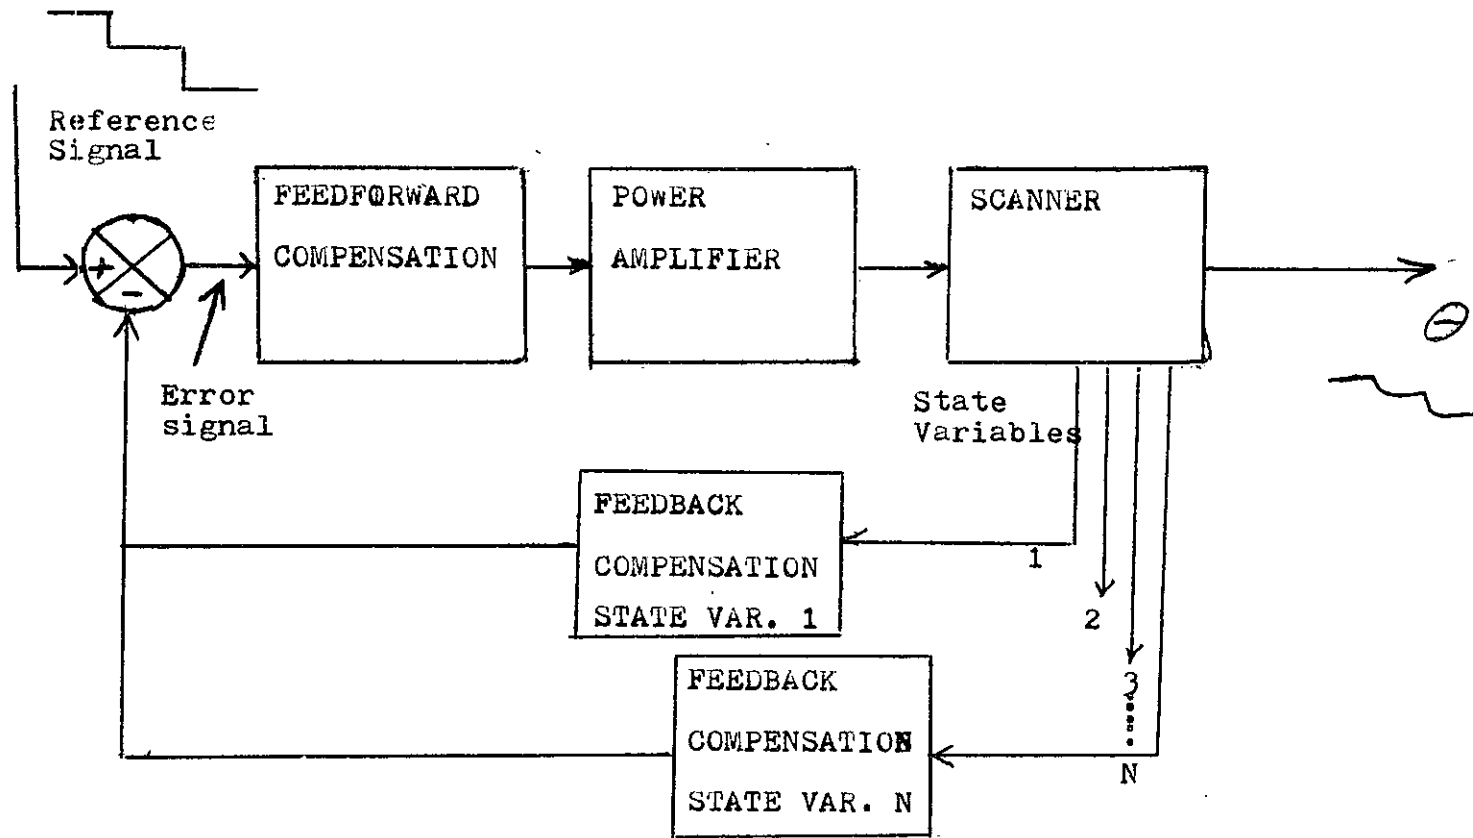 Reference
Signal
FEEDFORWARD
COMPENSATION
POWER
AMPLIFIER
SCANNER
+
-
θ
Error
signal
State
Variables
FEEDBACK
COMPENSATION
STATE VAR. 1
1
2
3
N
FEEDBACK
COMPENSATION
STATE VAR. N